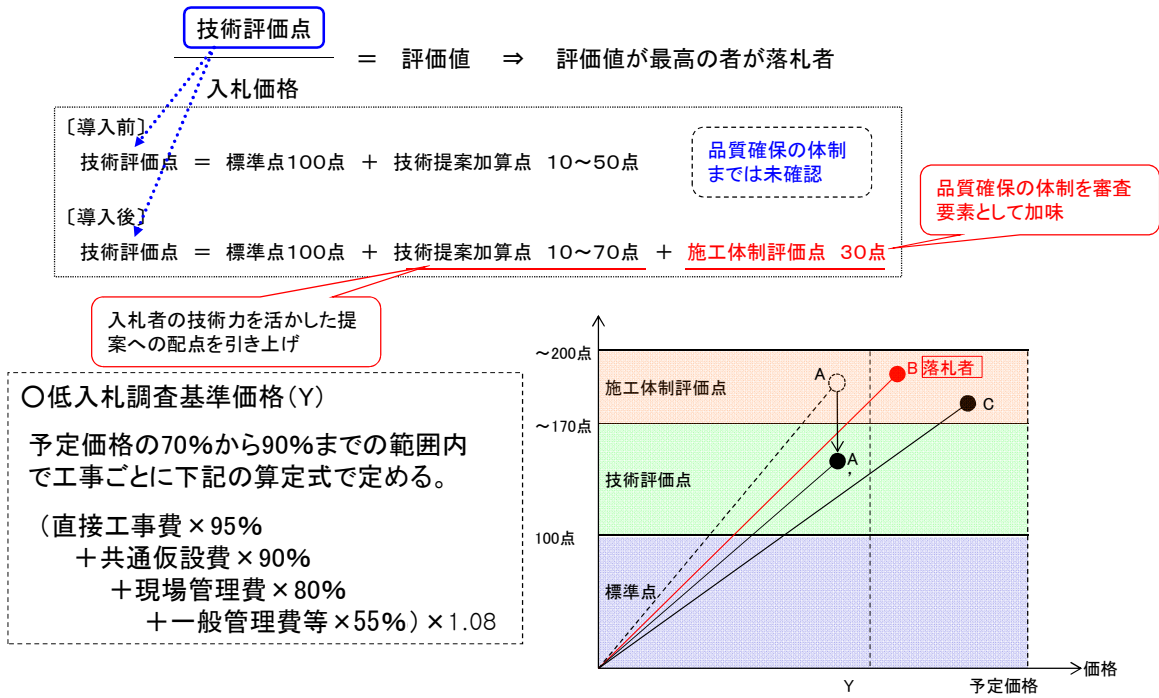 技術評価点
入札価格
＝　評価値　⇒　評価値が最高の者が落札者
〔導入前〕
技術評価点　＝　標準点100点　＋　技術提案加算点　10～50点
品質確保の体制
までは未確認
〔導入後〕
技術評価点　＝　標準点100点　＋　技術提案加算点　10～70点　＋　施工体制評価点　30点
品質確保の体制を審査
要素として加味
入札者の技術力を活かした提
案への配点を引き上げ
〇低入札調査基準価格（Y）
予定価格の70%から90%までの範囲内
で工事ごとに下記の算定式で定める。
（直接工事費×95%
＋共通仮設費×90%
＋現場管理費×80%
＋一般管理費等×55%）×1.08
～200点
施工体制評価点
A
B 落札者
C
～170点
A'
技術評価点
100点
標準点
価格
Y
予定価格